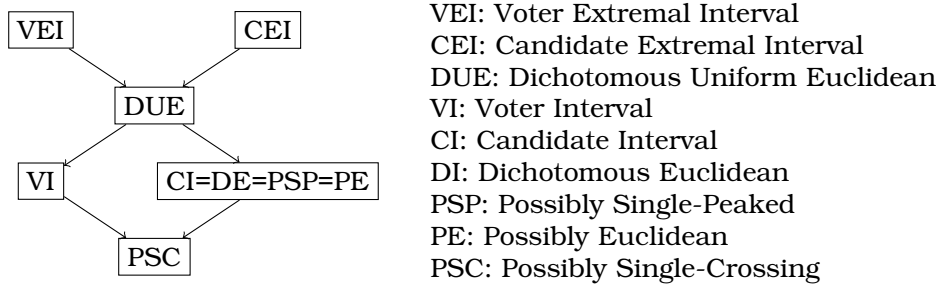 VEI
CEI
DUE
VI
CI=DE=PSP=PE
PSC
VEI: Voter Extremal Interval
CEI: Candidate Extremal Interval
DUE: Dichotomous Uniform Euclidean
VI: Voter Interval
CI: Candidate Interval
DI: Dichotomous Euclidean
PSP: Possibly Single-Peaked
PE: Possibly Euclidean
PSC: Possibly Single-Crossing